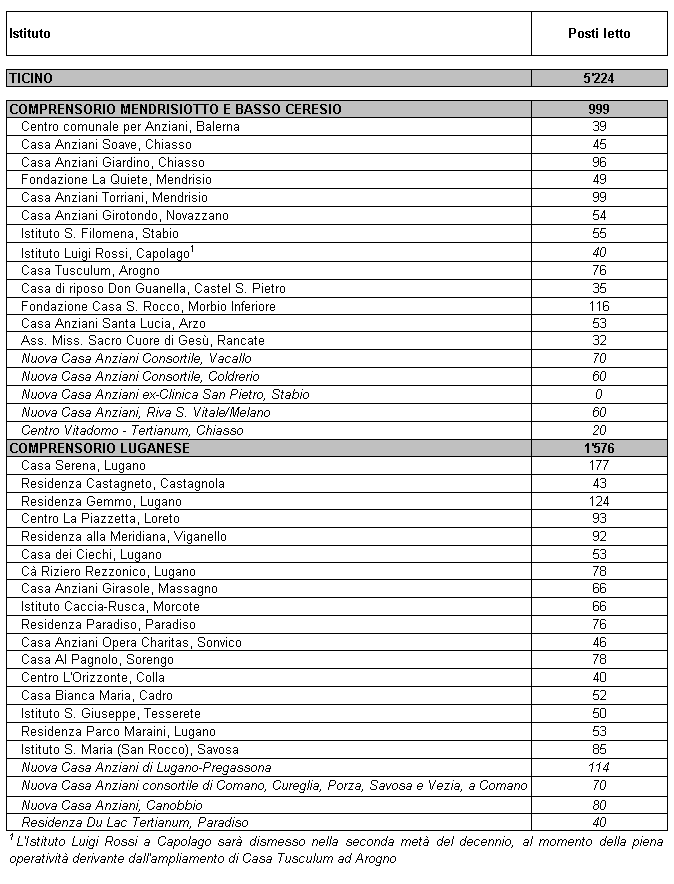 Istituto Posti letto
TICINO 5'224
COMPRENSORIO MENDRISIOTTO E BASSO CERESIO 999
Centro comunale per Anziani, Balerna 39
Casa Anziani Soave, Chiasso 45
Casa Anziani Giardino, Chiasso 96
Fondazione La Quiete, Mendrisio 49
Casa Anziani Torriani, Mendrisio 99
Casa Anziani Girotondo, Novazzano 54
Istituto S. Filomena, Stabio 55
Istituto Luigi Rossi, Capolago¹ 40
Casa Tusculum, Arogno 76
Casa di riposo Don Guanella, Castel S. Pietro 35
Fondazione Casa S. Rocco, Morbio Inferiore 116
Casa Anziani Santa Lucia, Arzo 53
Ass. Miss. Sacro Cuore di Gesù, Rancate 32
Nuova Casa Anziani Consortile, Vacallo 70
Nuova Casa Anziani Consortile, Coldrerio 60
Nuova Casa Anziani ex-Clinica San Pietro, Stabio 0
Nuova Casa Anziani, Riva S. Vitale/Melano 60
Centro Vitadomo - Tertianum, Chiasso 20
COMPRENSORIO LUGANESE 1'576
Casa Serena, Lugano 177
Residenza Castagneto, Castagnola 43
Residenza Gemmo, Lugano 124
Centro La Piazzetta, Loreto 93
Residenza alla Meridiana, Viganello 92
Casa dei Ciechi, Lugano 53
Cà Riziero Rezzonico, Lugano 78
Casa Anziani Girasole, Massagno 66
Istituto Caccia-Rusca, Morcote 66
Residenza Paradiso, Paradiso 76
Casa Anziani Opera Charitas, Sonvico 46
Casa Al Pagnolo, Sorengo 78
Centro L'Orizzonte, Colla 40
Casa Bianca Maria, Cadro 52
Istituto S. Giuseppe, Tesserete 50
Residenza Parco Maraini, Lugano 53
Istituto S. Maria (San Rocco), Savosa 85
Nuova Casa Anziani di Lugano-Pregassona 114
Nuova Casa Anziani consortile di Comano, Cureglia, Porza, Savosa e Vezia, a Comano 70
Nuova Casa Anziani, Canobbio 80
Residenza Du Lac Tertianum, Paradiso 40
¹ L'Istituto Luigi Rossi a Capolago sarà dismesso nella seconda metà del decennio, al momento della piena
operatività derivante dall'ampliamento di Casa Tusculum ad Arogno